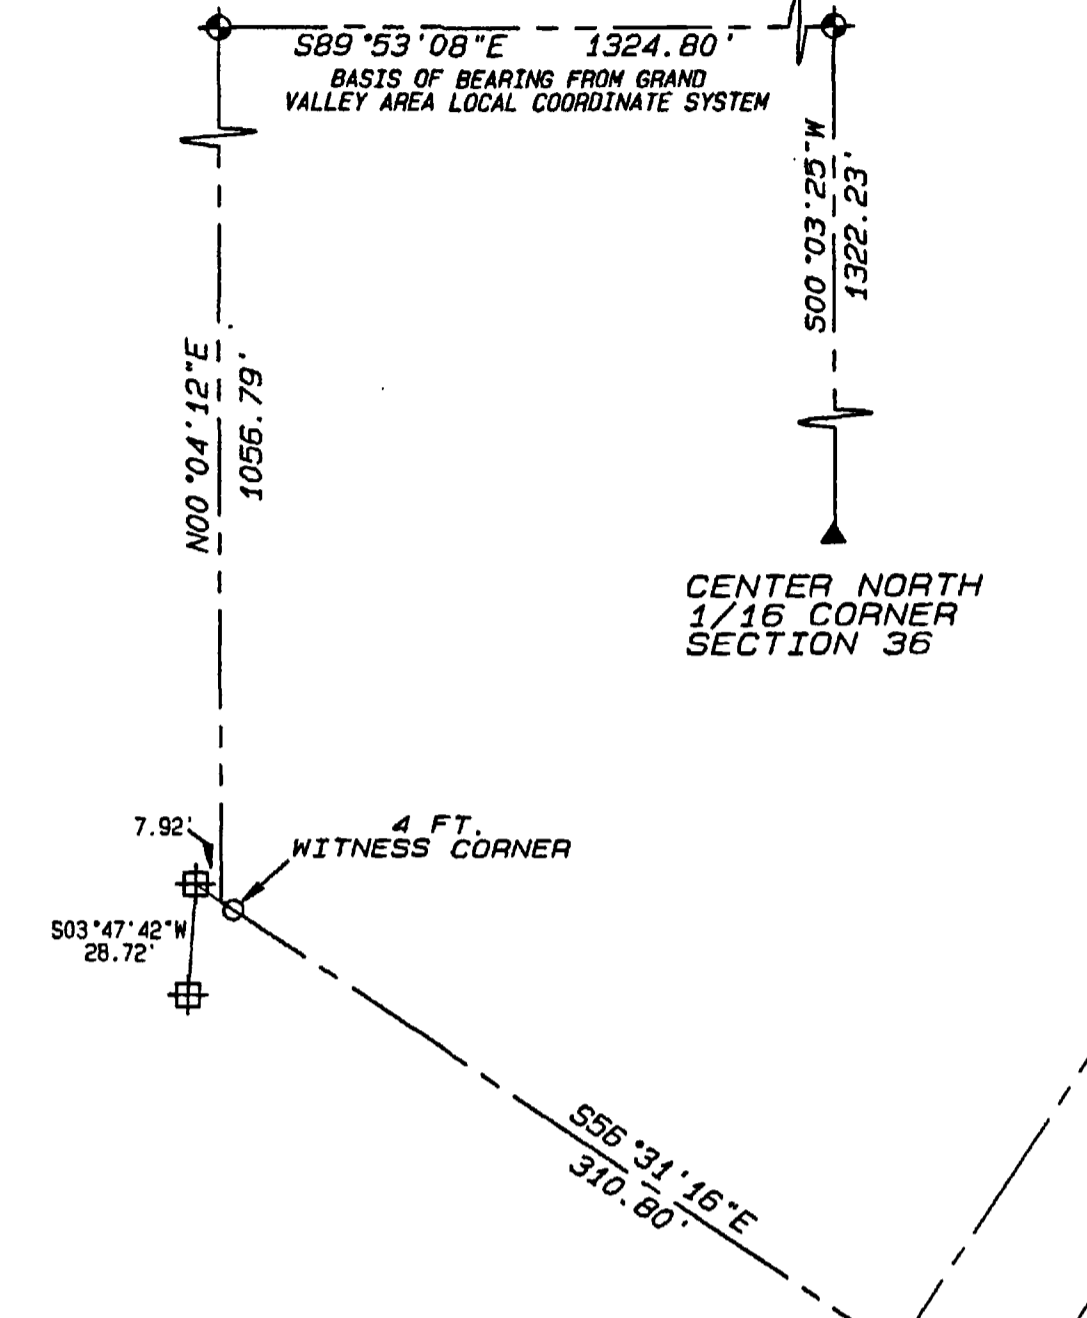 S89°53'08"E 1324.80'
BASIS OF BEARING FROM GRAND
VALLEY AREA LOCAL COORDINATE SYSTEM
S00°03'25"W
1322.23'
N00°04'12"E
1056.79'
CENTER NORTH
1/16 CORNER
SECTION 36
7.92'
4 FT.
WITNESS CORNER
S03°47'42"W
28.72'
S56°31'16"E
310.80'